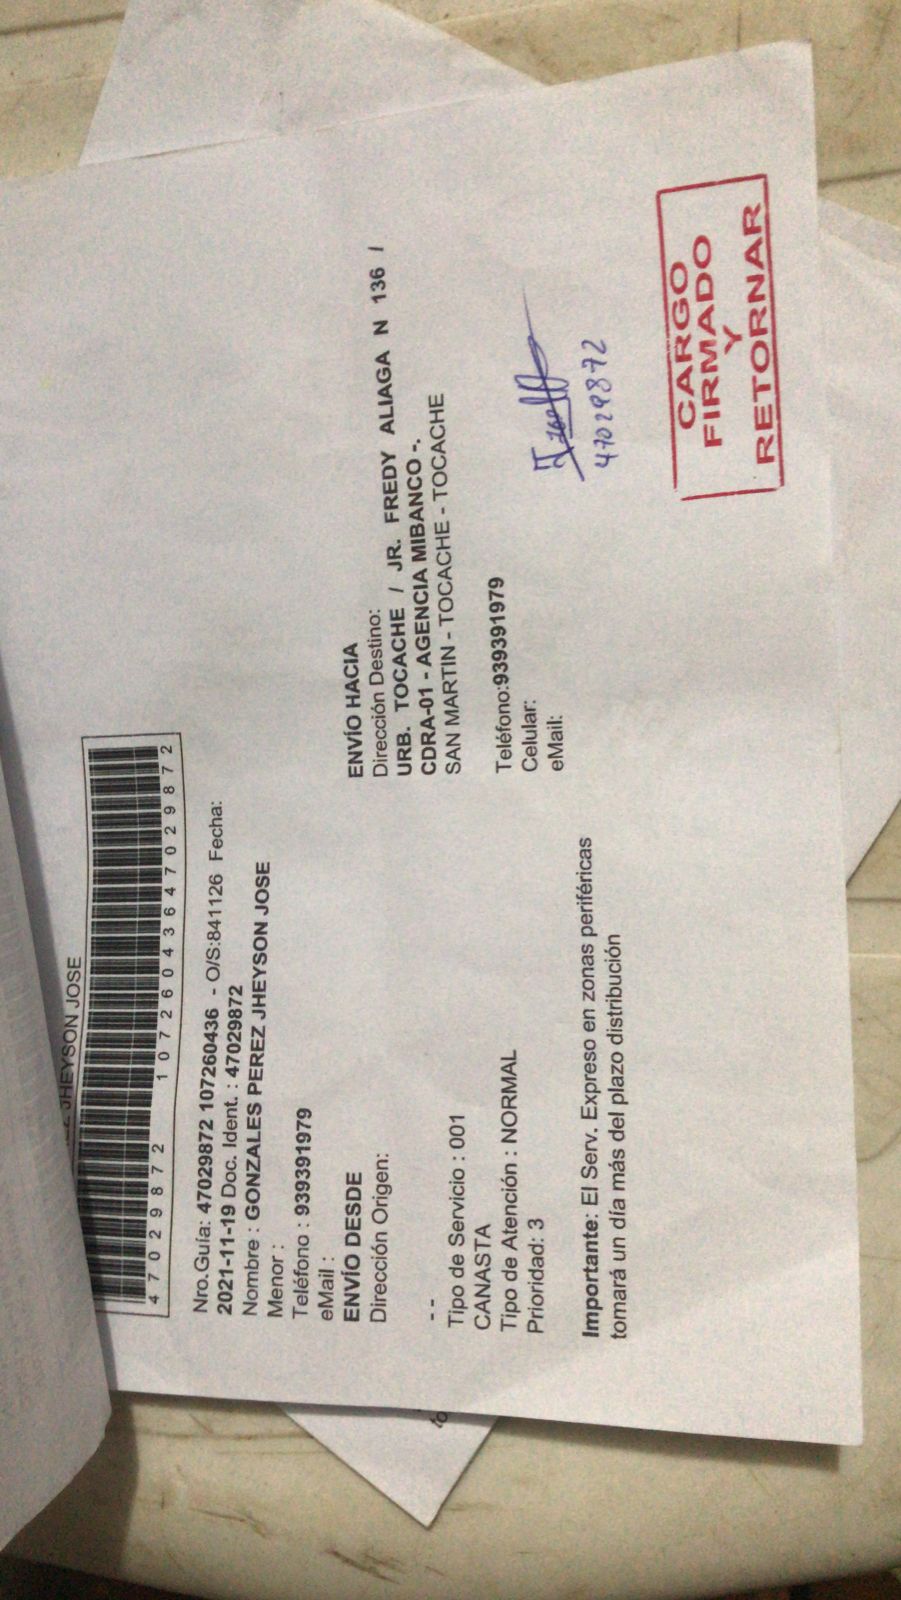 JHEYSON JOSE
47029872 10726043647029872
Nro.Guía: 47029872 107260436 - O/S:841126 Fecha:
2021-11-19 Doc. Ident. : 47029872
Nombre : GONZALES PEREZ JHEYSON JOSE
Menor :
Teléfono : 939391979
eMail :
ENVÍO DESDE
Dirección Origen:
- -
Tipo de Servicio : 001
CANASTA
Tipo de Atención : NORMAL
Prioridad: 3
ENVÍO HACIA
Dirección Destino:
URB. TOCACHE / JR. FREDY ALIAGA N 136 /
CDRA-01 - AGENCIA MIBANCO -.
SAN MARTIN - TOCACHE - TOCACHE
Teléfono:939391979
Celular:
eMail:
Importante: El Serv. Expreso en zonas periféricas
tomará un día más del plazo distribución
47029872
CARGO
FIRMADO
Y
RETORNAR